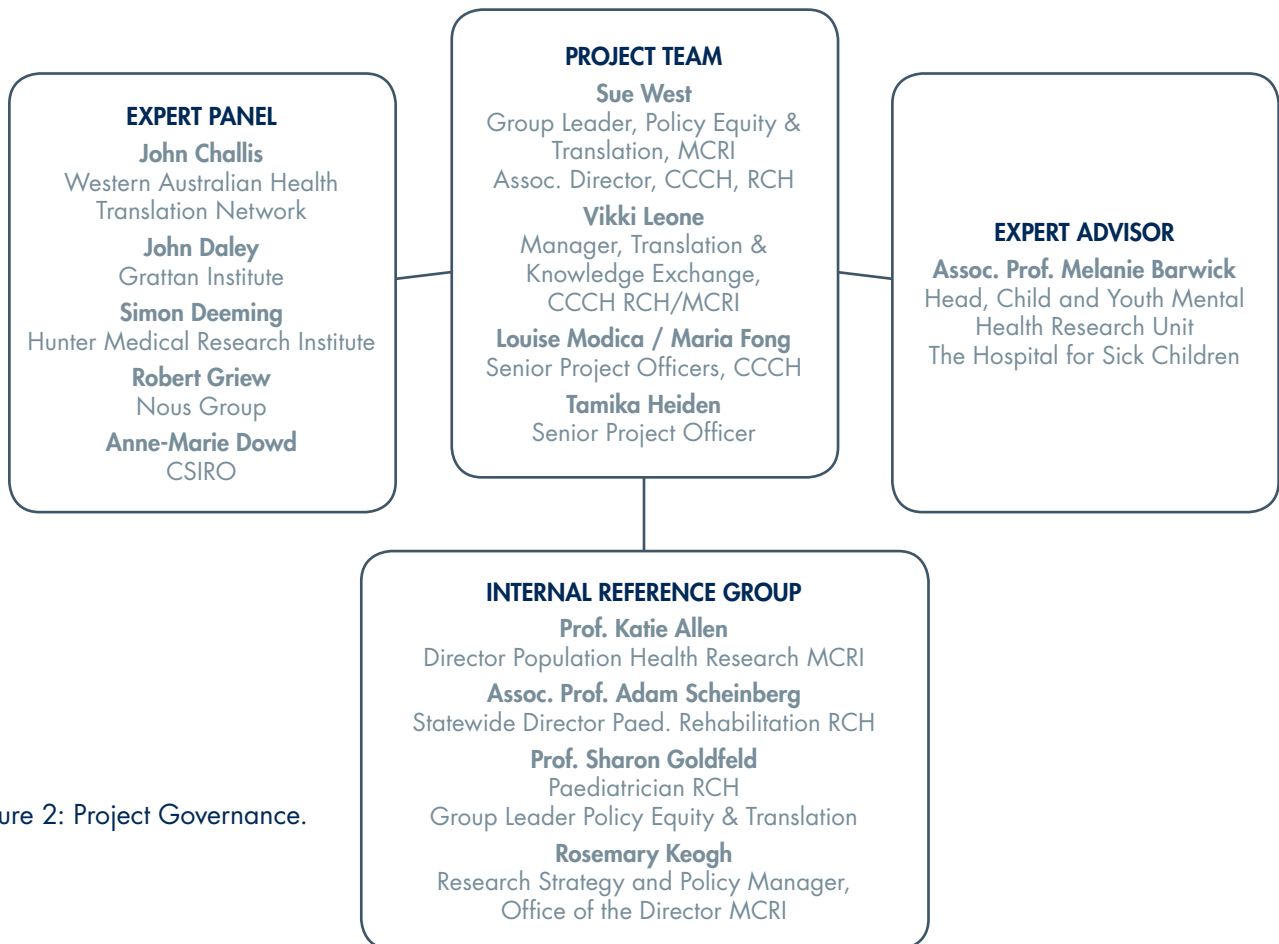 PROJECT TEAM
Sue West
Group Leader, Policy Equity &
Translation, MCRI
Assoc. Director, CCCH, RCH
Vikki Leone
Manager, Translation &
Knowledge Exchange,
CCCH RCH/MCRI
Louise Modica / Maria Fong
Senior Project Officers, CCCH
Tamika Heiden
Senior Project Officer
EXPERT PANEL
John Challis
Western Australian Health
Translation Network
John Daley
Grattan Institute
Simon Deeming
Hunter Medical Research Institute
Robert Griew
Nous Group
Anne-Marie Dowd
CSIRO
EXPERT ADVISOR
Assoc. Prof. Melanie Barwick
Head, Child and Youth Mental
Health Research Unit
The Hospital for Sick Children
INTERNAL REFERENCE GROUP
Prof. Katie Allen
Director Population Health Research MCRI
Assoc. Prof. Adam Scheinberg
Statewide Director Paed. Rehabilitation RCH
Prof. Sharon Goldfeld
Paediatrician RCH
Group Leader Policy Equity & Translation
Rosemary Keogh
Research Strategy and Policy Manager,
Office of the Director MCRI
ure 2: Project Governance.